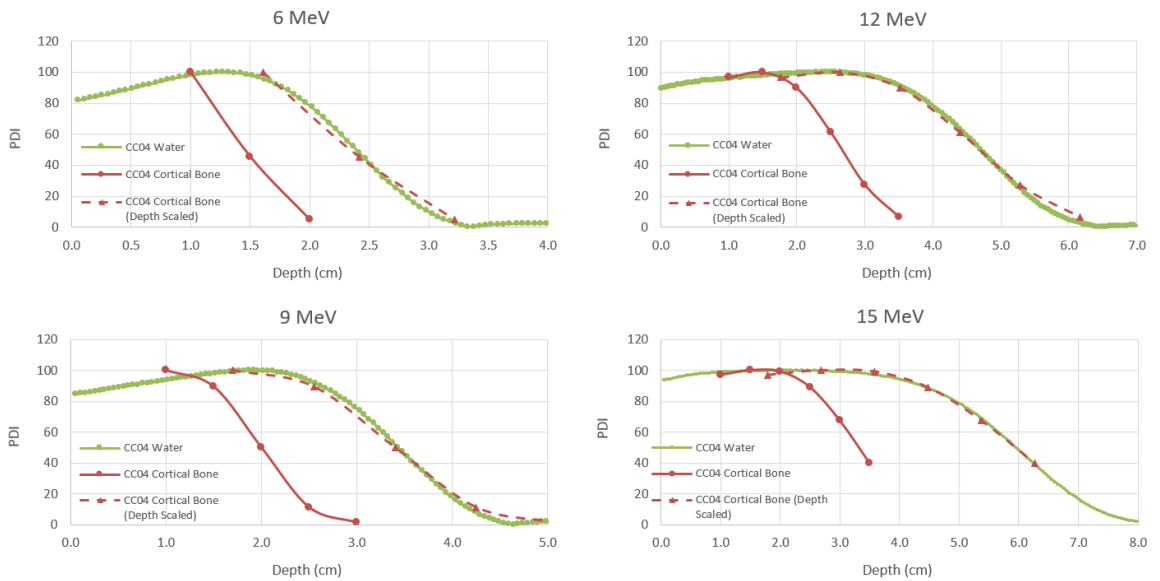 6 MeV
120
100
80
60
40
20
0
PDI
CC04 Water
CC04 Cortical Bone
CC04 Cortical Bone
(Depth Scaled)
0.0 0.5 1.0 1.5 2.0 2.5 3.0 3.5 4.0
Depth (cm)
12 MeV
120
100
80
60
40
20
0
PDI
CC04 Water
CC04 Cortical Bone
CC04 Cortical Bone
(Depth Scaled)
0.0 1.0 2.0 3.0 4.0 5.0 6.0 7.0
Depth (cm)
9 MeV
120
100
80
60
40
20
0
PDI
CC04 Water
CC04 Cortical Bone
CC04 Cortical Bone
(Depth Scaled)
0.0 1.0 2.0 3.0 4.0 5.0
Depth (cm)
15 MeV
120
100
80
60
40
20
0
PDI
CC04 Water
CC04 Cortical Bone
CC04 Cortical Bone (Depth
Scaled)
0.0 1.0 2.0 3.0 4.0 5.0 6.0 7.0 8.0
Depth (cm)